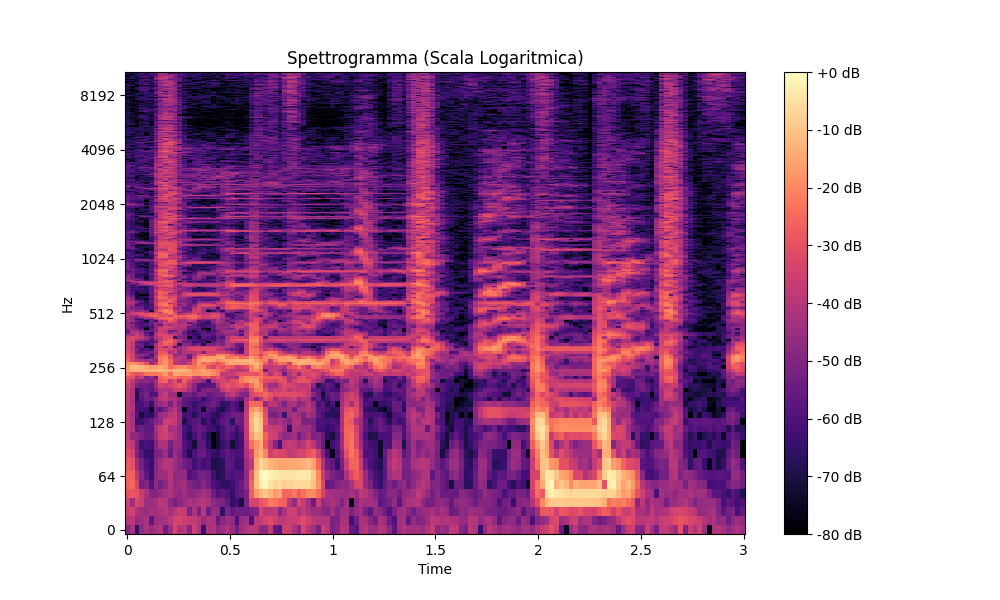 Spettrogramma (Scala Logaritmica)
Hz
8192
4096
2048
1024
512
256
128
64
0
0
0.5
1
1.5
2
2.5
3
Time
+0 dB
-10 dB
-20 dB
-30 dB
-40 dB
-50 dB
-60 dB
-70 dB
-80 dB